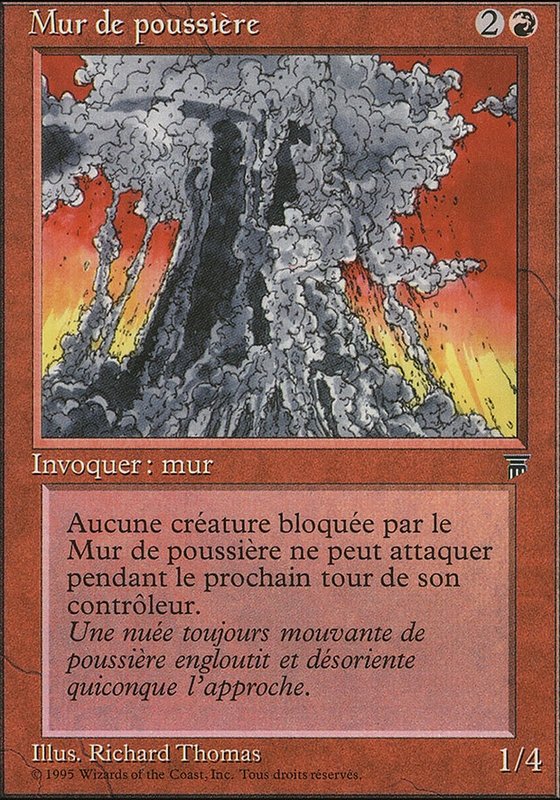 Mur de poussière 2
Invoquer : mur
Aucune créature bloquée par le
Mur de poussière ne peut attaquer
pendant le prochain tour de son
contrôleur.
Une nuée toujours mouvante de
poussière engloutit et désoriente
quiconque l'approche.
Illus. Richard Thomas
1/4
© 1995 Wizards of the Coast, Inc. Tous droits réservés.